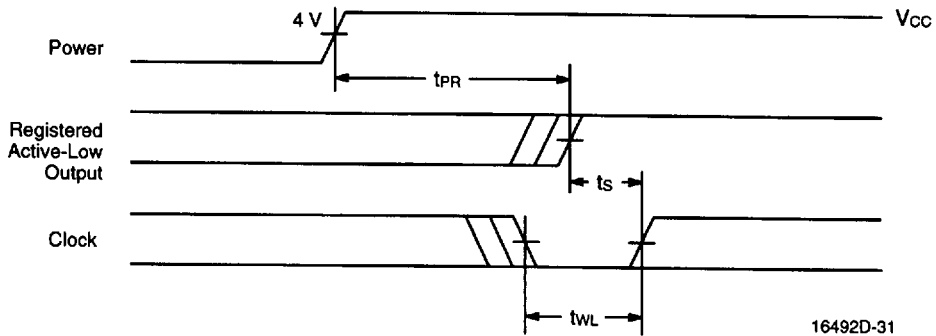 4 V
VCC
Power
tPR
Registered
Active-Low
Output
tS
Clock
tWL
16492D-31